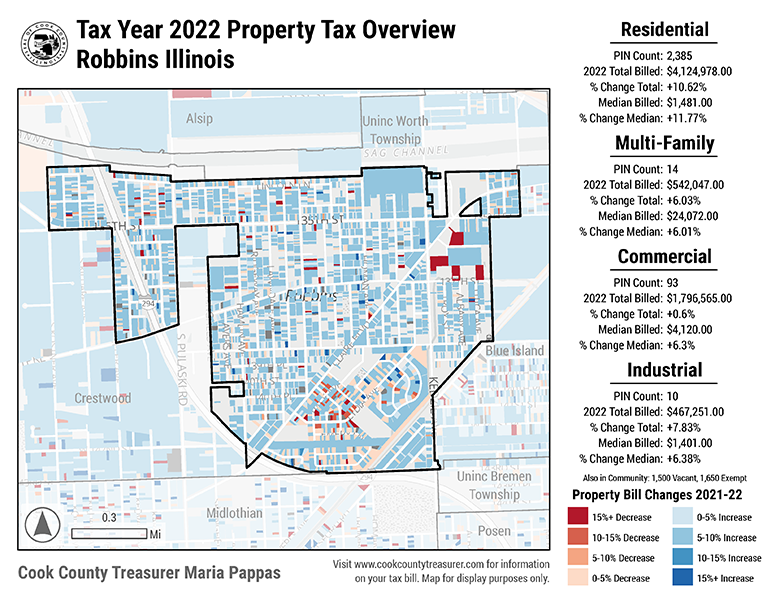 Tax Year 2022 Property Tax Overview
Robbins Illinois
Alsip
Uninc Worth
Township
SAG CHANNEL
135TH ST
294
Robbins
S PULASKI RD
Crestwood
Blue Island
Midlothian
Uninc Bremen
Township
Posen
0.3
Mi
Cook County Treasurer Maria Pappas
Visit www.cookcountytreasurer.com for information
on your tax bill. Map for display purposes only.
Residential
PIN Count: 2,385
2022 Total Billed: $4,124,978.00
% Change Total: +10.62%
Median Billed: $1,481.00
% Change Median: +11.77%
Multi-Family
PIN Count: 14
2022 Total Billed: $542,047.00
% Change Total: +6.03%
Median Billed: $24,072.00
% Change Median: +6.01%
Commercial
PIN Count: 93
2022 Total Billed: $1,796,565.00
% Change Total: +0.6%
Median Billed: $4,120.00
% Change Median: +6.3%
Industrial
PIN Count: 10
2022 Total Billed: $467,251.00
% Change Total: +7.83%
Median Billed: $1,401.00
% Change Median: +6.38%
Also in Community: 1,500 Vacant, 1,650 Exempt
Property Bill Changes 2021-22
15%+ Decrease
10-15% Decrease
5-10% Decrease
0-5% Decrease
0-5% Increase
5-10% Increase
10-15% Increase
15%+ Increase